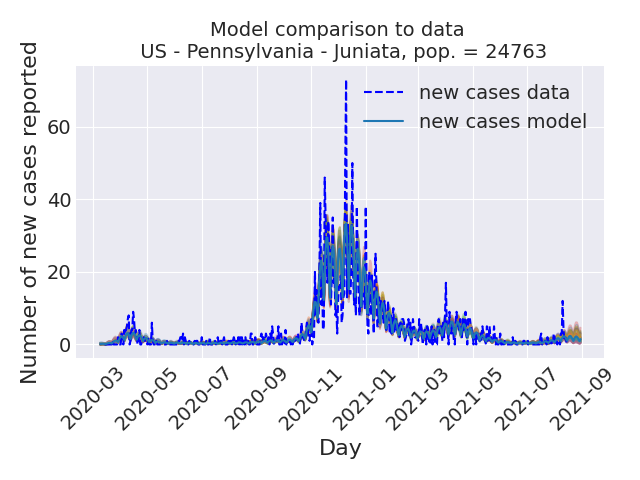 Model comparison to data
US - Pennsylvania - Juniata, pop. = 24763
Number of new cases reported
60
40
20
0
new cases data
new cases model
2020-03
2020-05
2020-07
2020-09
2020-11
2021-01
2021-03
2021-05
2021-07
2021-09
Day